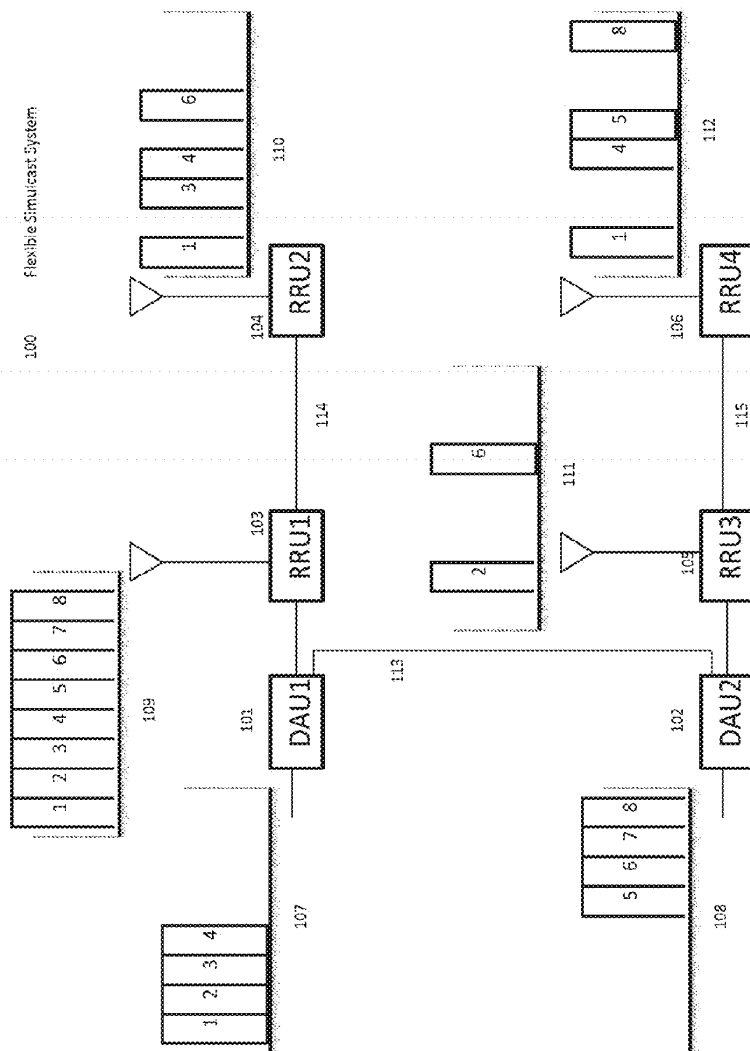 100 Flexible Simulcast System
1 2 3 4 5 6 7 8
109
1 3 4 6
110
1 2 3 4
107
101
103
104
DAU1
RRU1
RRU2
114
113
2 6
111
1 4 5 8
112
5 6 7 8
108
102
105
106
DAU2
RRU3
RRU4
115